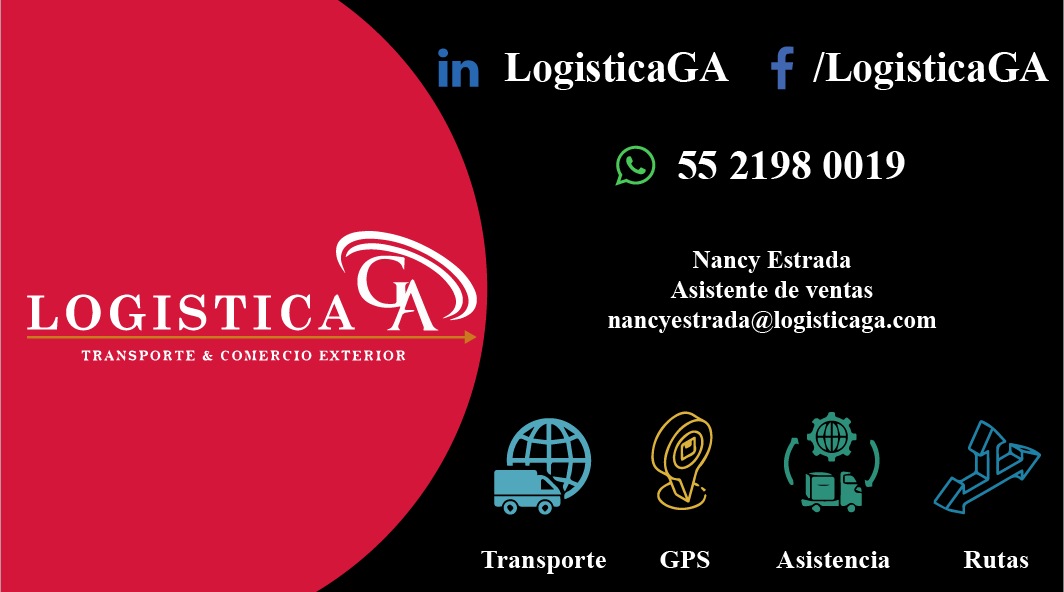 LogisticaGA
/LogisticaGA
55 2198 0019
LOGISTICA GA
TRANSPORTE & COMERCIO EXTERIOR
Nancy Estrada
Asistente de ventas
nancyestrada@logisticaga.com
Transporte
GPS
Asistencia
Rutas